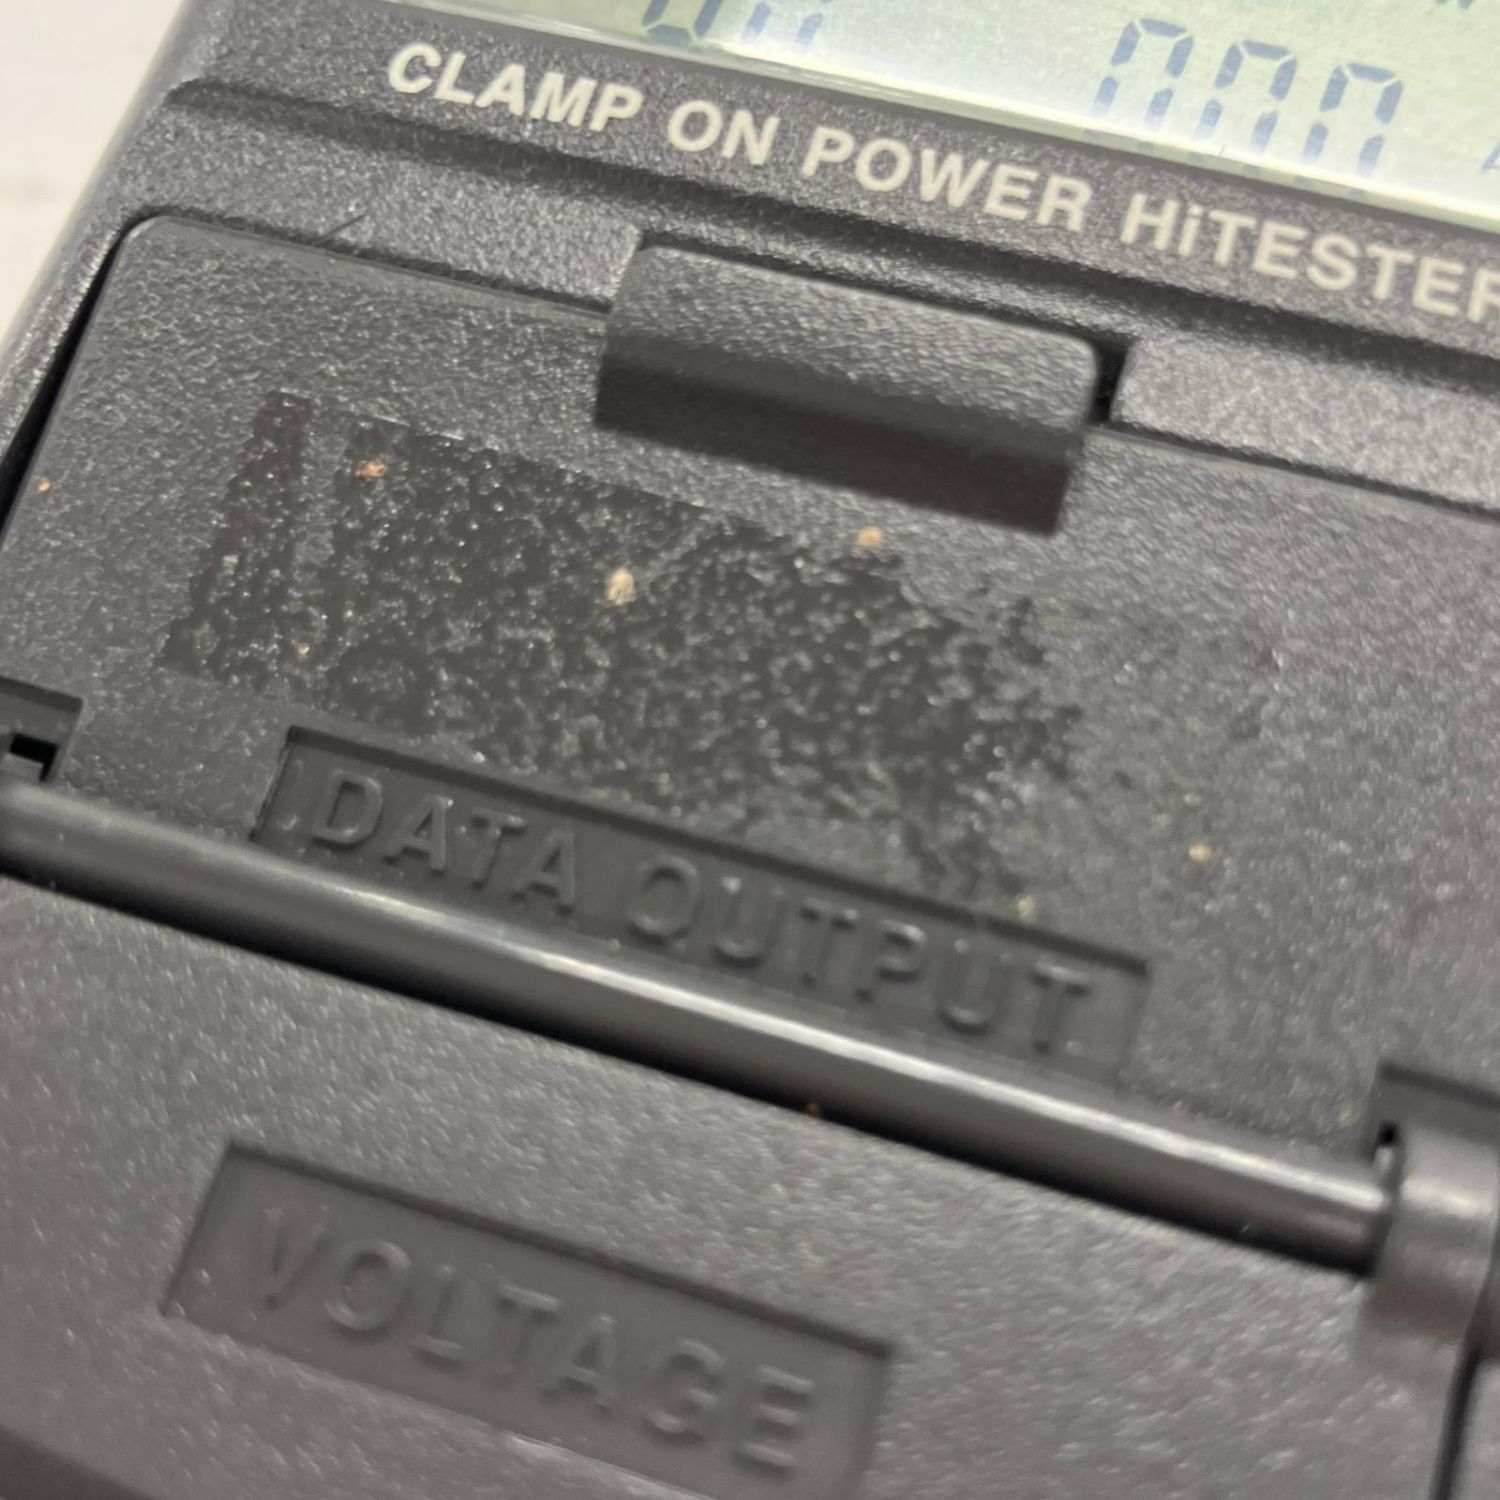 CLAMP ON POWER HiTESTER
DATA OUTPUT
VOLTAGE